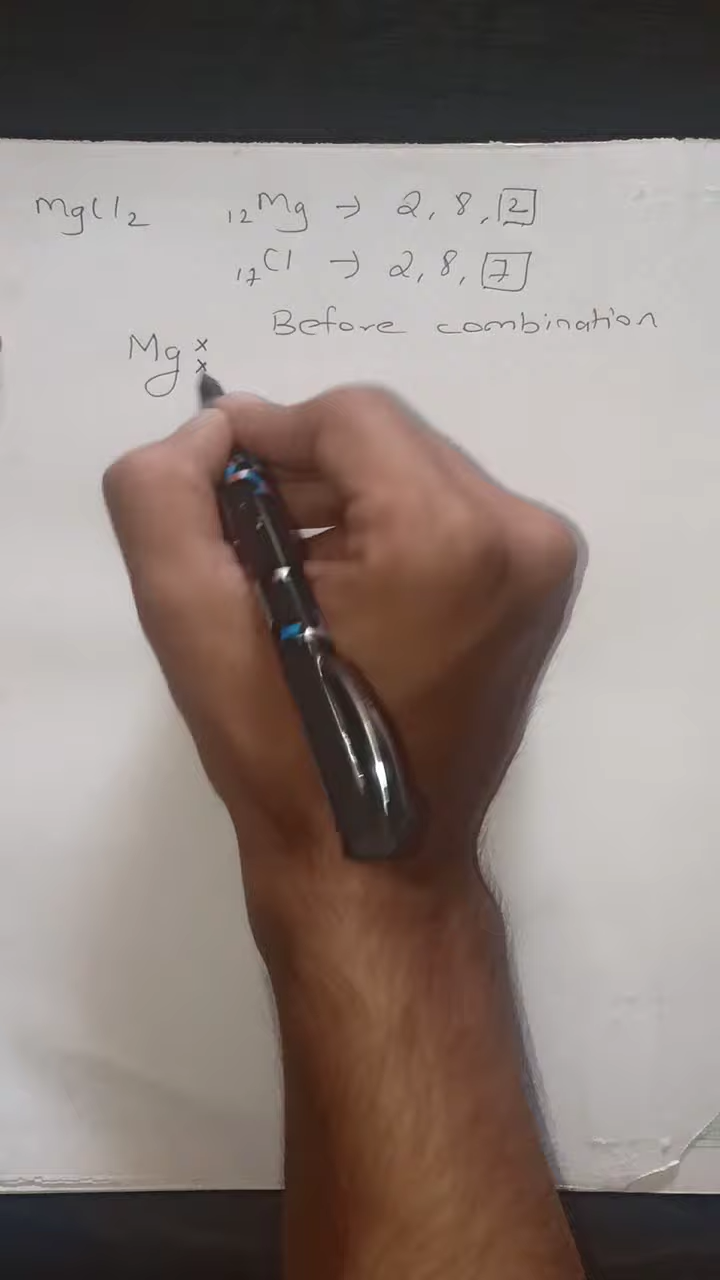 MgCl₂ ₁₂Mg → 2, 8, 2
₁₇Cl → 2, 8, 7
Before combination
Mg ×
×